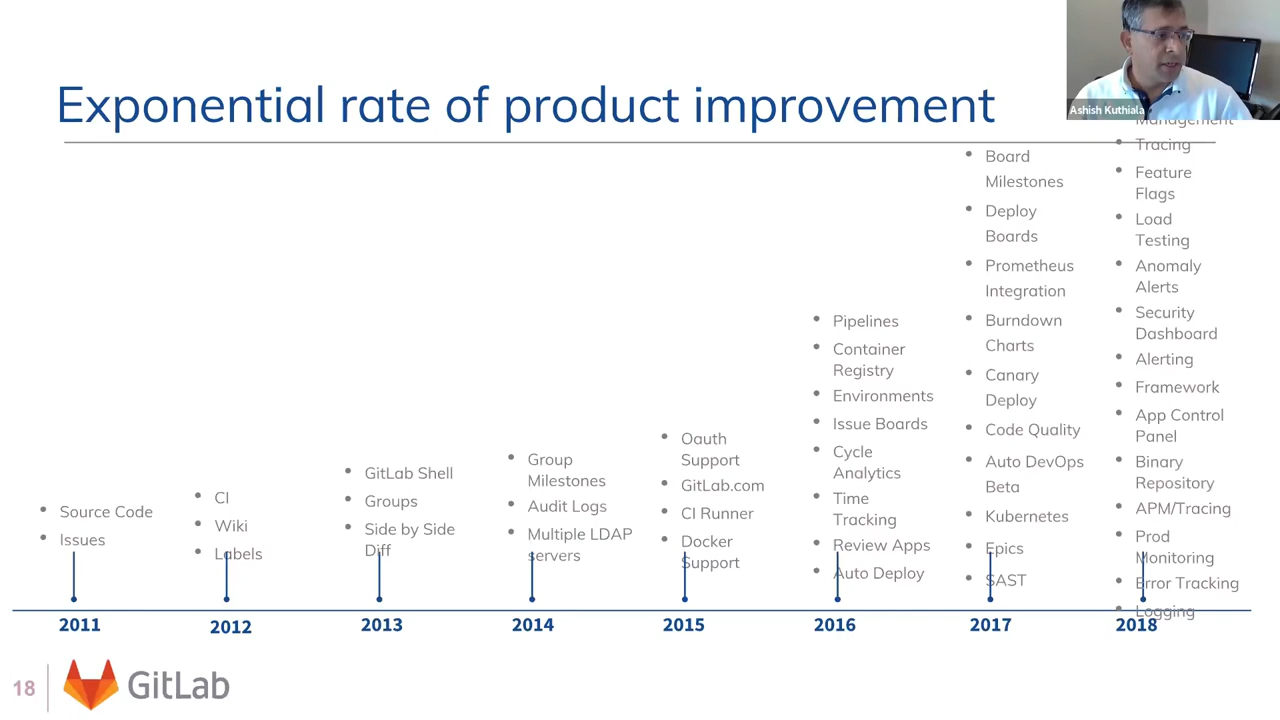 Exponential rate of product improvement
Ashish Kuthiala
Source Code
Issues
2011
CI
Wiki
Labels
2012
GitLab Shell
Groups
Side by Side
Diff
2013
Group
Milestones
Audit Logs
Multiple LDAP
servers
2014
Oauth
Support
GitLab.com
CI Runner
Docker
Support
2015
Pipelines
Container
Registry
Environments
Issue Boards
Cycle
Analytics
Time
Tracking
Review Apps
Auto Deploy
2016
Board
Milestones
Deploy
Boards
Prometheus
Integration
Burndown
Charts
Canary
Deploy
Code Quality
Auto DevOps
Beta
Kubernetes
Epics
SAST
2017
Management
Tracing
Feature
Flags
Load
Testing
Anomaly
Alerts
Security
Dashboard
Alerting
Framework
App Control
Panel
Binary
Repository
APM/Tracing
Prod
Monitoring
Error Tracking
Logging
2018
18
GitLab